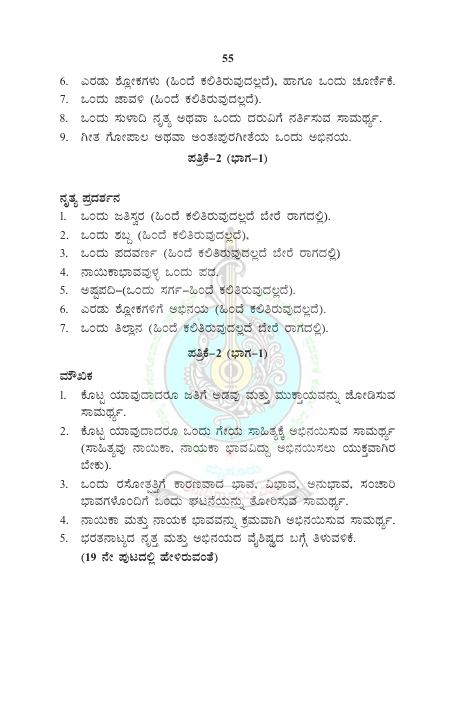 55
6. ಎರಡು ಶ್ಲೋಕಗಳು (ಹಿಂದೆ ಕಲಿತಿರುವುದಲ್ಲದೆ), ಹಾಗೂ ಒಂದು ಚೂರ್ಣಿಕೆ.
7. ಒಂದು ಜಾವಳಿ (ಹಿಂದೆ ಕಲಿತಿರುವುದಲ್ಲದೆ).
8. ಒಂದು ಸುಳಾದಿ ನೃತ್ಯ ಅಥವಾ ಒಂದು ದರುವಿಗೆ ನರ್ತಿಸುವ ಸಾಮರ್ಥ್ಯ.
9. ಗೀತ ಗೋಪಾಲ ಅಥವಾ ಅಂತಃಪುರಗೀತೆಯ ಒಂದು ಅಭಿನಯ.
ಪತ್ರಿಕೆ-2 (ಭಾಗ-1)
ನೃತ್ಯ ಪ್ರದರ್ಶನ
1. ಒಂದು ಜತಿಸ್ವರ (ಹಿಂದೆ ಕಲಿತಿರುವುದಲ್ಲದೆ ಬೇರೆ ರಾಗದಲ್ಲಿ).
2. ಒಂದು ಶಬ್ದ (ಹಿಂದೆ ಕಲಿತಿರುವುದಲ್ಲದೆ),
3. ಒಂದು ಪದವರ್ಣ (ಹಿಂದೆ ಕಲಿತಿರುವುದಲ್ಲದೆ ಬೇರೆ ರಾಗದಲ್ಲಿ)
4. ನಾಯಿಕಾಭಾವವುಳ್ಳ ಒಂದು ಪದ.
5. ಅಷ್ಟಪದಿ-(ಒಂದು ಸರ್ಗ-ಹಿಂದೆ ಕಲಿತಿರುವುದಲ್ಲದೆ).
6. ಎರಡು ಶ್ಲೋಕಗಳಿಗೆ ಅಭಿನಯ (ಹಿಂದೆ ಕಲಿತಿರುವುದಲ್ಲದೆ).
7. ಒಂದು ತಿಲ್ಲಾನ (ಹಿಂದೆ ಕಲಿತಿರುವುದಲ್ಲದೆ ಬೇರೆ ರಾಗದಲ್ಲಿ).
ಪತ್ರಿಕೆ-2 (ಭಾಗ-1)
ಮೌಖಿಕ
1. ಕೊಟ್ಟ ಯಾವುದಾದರೂ ಜತಿಗೆ ಅಡವು ಮತ್ತು ಮುಕ್ತಾಯವನ್ನು ಜೋಡಿಸುವ
ಸಾಮರ್ಥ್ಯ.
2. ಕೊಟ್ಟ ಯಾವುದಾದರೂ ಒಂದು ಗೇಯ ಸಾಹಿತ್ಯಕ್ಕೆ ಅಭಿನಯಿಸುವ ಸಾಮರ್ಥ್ಯ
(ಸಾಹಿತ್ಯವು ನಾಯಿಕಾ, ನಾಯಕಾ ಭಾವವಿದ್ದು ಅಭಿನಯಿಸಲು ಯುಕ್ತವಾಗಿರ
ಬೇಕು).
3. ಒಂದು ರಸೋತ್ಪತ್ತಿಗೆ ಕಾರಣವಾದ ಭಾವ, ವಿಭಾವ, ಅನುಭಾವ, ಸಂಚಾರಿ
ಭಾವಗಳೊಂದಿಗೆ ಒಂದು ಘಟನೆಯನ್ನು ತೋರಿಸುವ ಸಾಮರ್ಥ್ಯ.
4. ನಾಯಿಕಾ ಮತ್ತು ನಾಯಕ ಭಾವವನ್ನು ಕ್ರಮವಾಗಿ ಅಭಿನಯಿಸುವ ಸಾಮರ್ಥ್ಯ.
5. ಭರತನಾಟ್ಯದ ನೃತ್ತ ಮತ್ತು ಅಭಿನಯದ ವೈಶಿಷ್ಟ್ಯದ ಬಗ್ಗೆ ತಿಳುವಳಿಕೆ.
(19 ನೇ ಪುಟದಲ್ಲಿ ಹೇಳಿರುವಂತೆ)